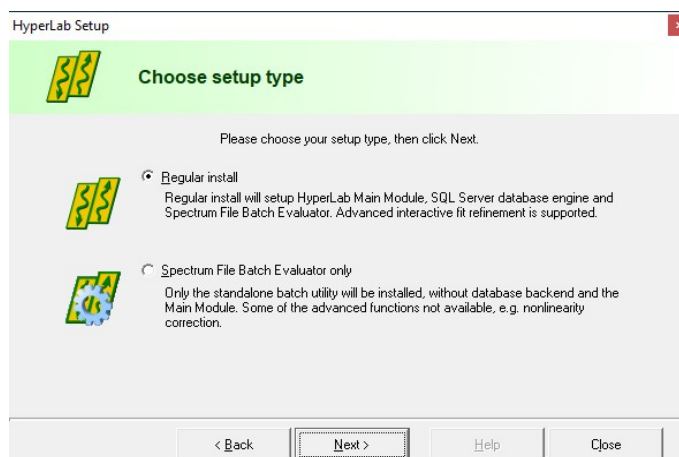 HyperLab Setup
Choose setup type
Please choose your setup type, then click Next.
Regular install
Regular install will setup HyperLab Main Module, SQL Server database engine and
Spectrum File Batch Evaluator. Advanced interactive fit refinement is supported.
Spectrum File Batch Evaluator only
Only the standalone batch utility will be installed, without database backend and the
Main Module. Some of the advanced functions not available, e.g. nonlinearity
correction.
< Back Next > Help Close